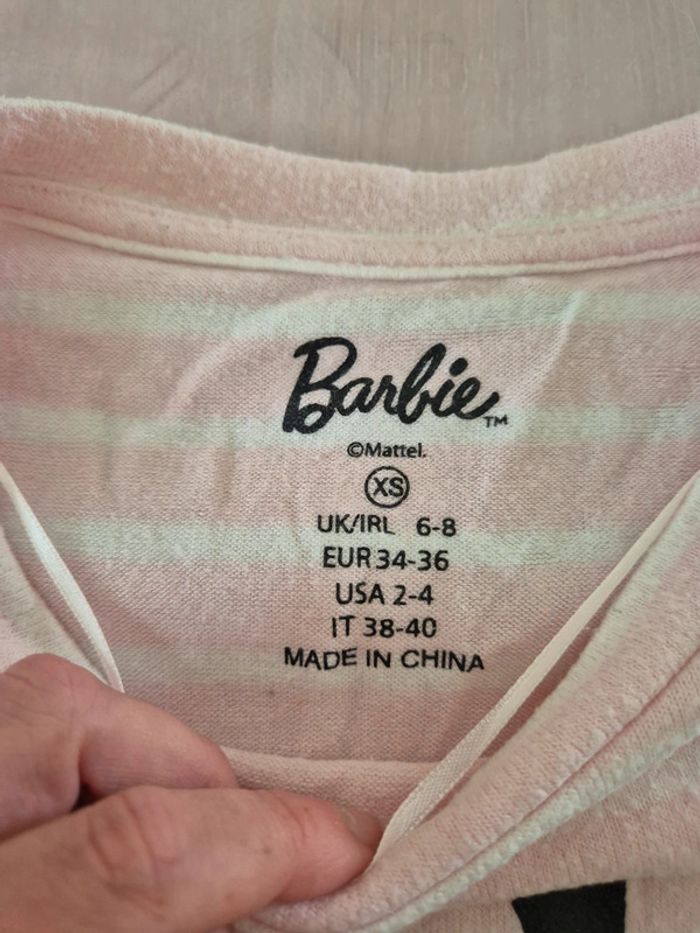 Barbie™
©Mattel.
XS
UK/IRL 6-8
EUR 34-36
USA 2-4
IT 38-40
MADE IN CHINA